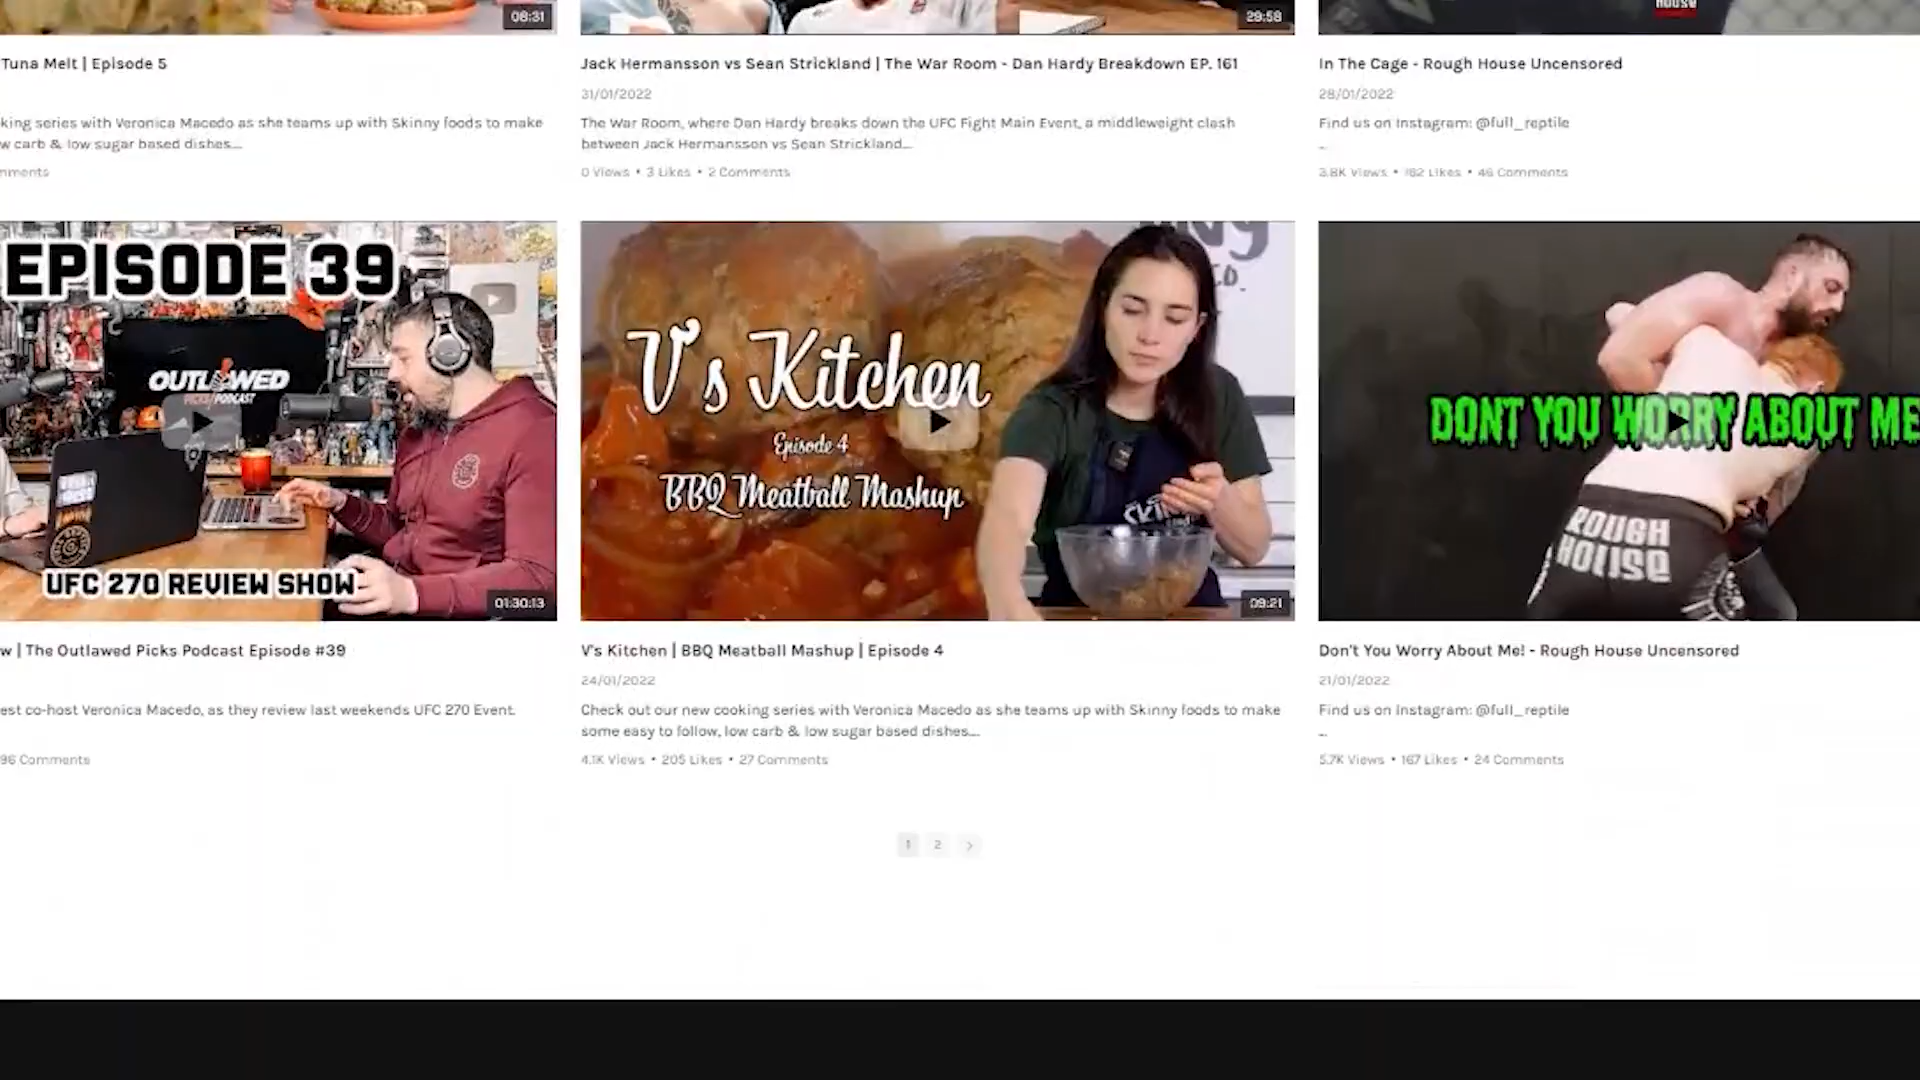 08:31
29:58
HOUSE
Tuna Melt | Episode 5
king series with Veronica Macedo as she teams up with Skinny foods to make
w carb & low sugar based dishes....
mments
Jack Hermansson vs Sean Strickland | The War Room - Dan Hardy Breakdown EP. 161
31/01/2022
The War Room, where Dan Hardy breaks down the UFC Fight Main Event, a middleweight clash
between Jack Hermansson vs Sean Strickland....
0 Views • 3 Likes • 2 Comments
In The Cage - Rough House Uncensored
28/01/2022
Find us on Instagram: @full_reptile
...
3.8K Views • 162 Likes • 46 Comments
EPISODE 39
OUTLAWED
PICKS PODCAST
UFC 270 REVIEW SHOW
01:30:13
V's Kitchen
Episode 4
BBQ Meatball Mashup
09:21
DONT YOU WORRY ABOUT ME
ROUGH
HOUSE
w | The Outlawed Picks Podcast Episode #39
est co-host Veronica Macedo, as they review last weekends UFC 270 Event.
96 Comments
V's Kitchen | BBQ Meatball Mashup | Episode 4
24/01/2022
Check out our new cooking series with Veronica Macedo as she teams up with Skinny foods to make
some easy to follow, low carb & low sugar based dishes....
4.1K Views • 205 Likes • 27 Comments
Don't You Worry About Me! - Rough House Uncensored
21/01/2022
Find us on Instagram: @full_reptile
...
5.7K Views • 167 Likes • 24 Comments
1 2 >